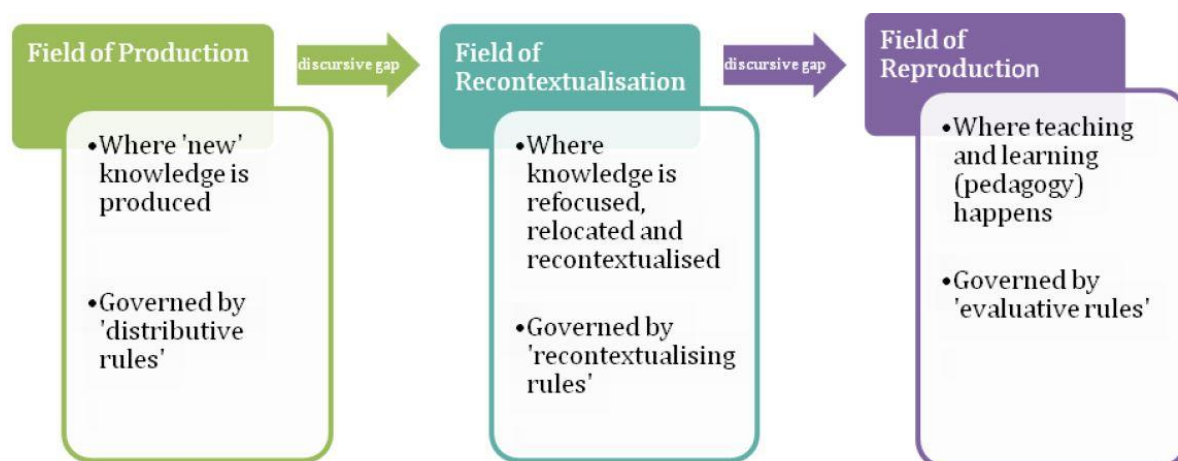 Field of Production
•Where 'new'
knowledge is
produced
•Governed by
'distributive
rules'
discursive gap
Field of
Recontextualisation
•Where
knowledge is
refocused,
relocated and
recontextualised
•Governed by
'recontextualising
rules'
discursive gap
Field of
Reproduction
•Where teaching
and learning
(pedagogy)
happens
•Governed by
'evaluative rules'